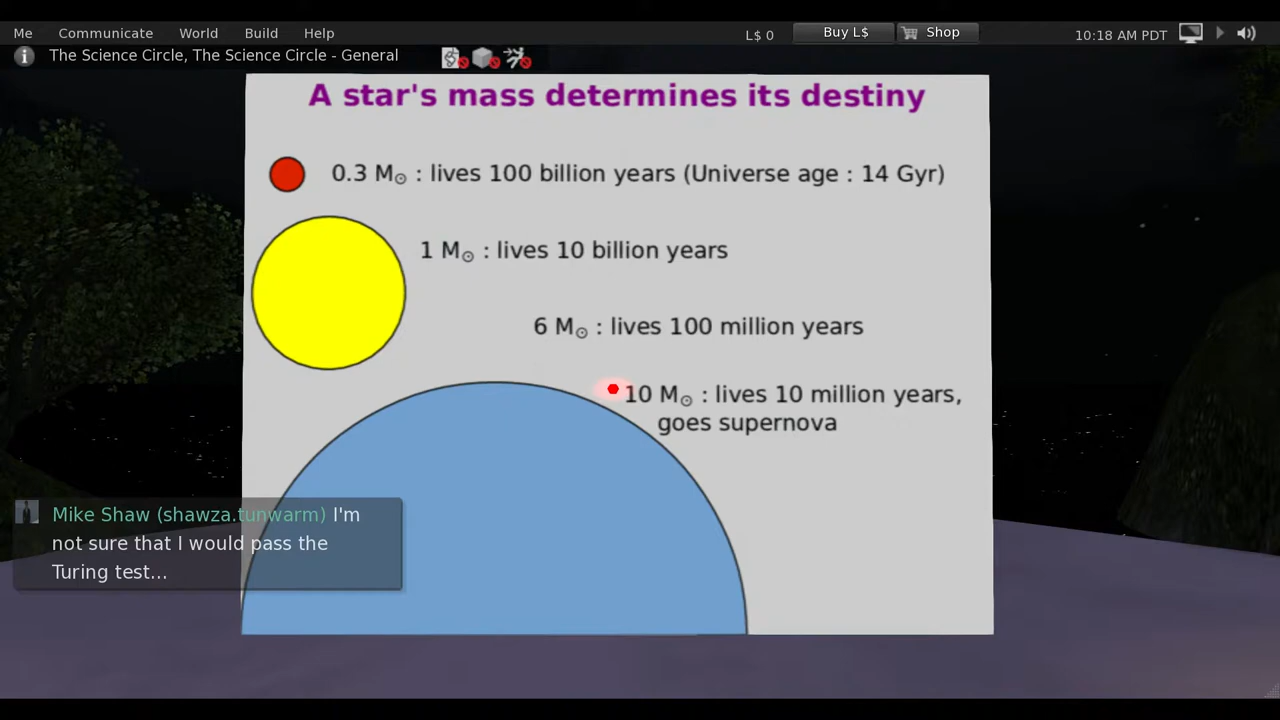 Me Communicate World Build Help L$ 0 Buy L$ Shop 10:18 AM PDT
The Science Circle, The Science Circle - General
A star's mass determines its destiny
0.3 M☉ : lives 100 billion years (Universe age : 14 Gyr)
1 M☉ : lives 10 billion years
6 M☉ : lives 100 million years
10 M☉ : lives 10 million years,
goes supernova
Mike Shaw (shawza.tunwarm) I'm
not sure that I would pass the
Turing test...